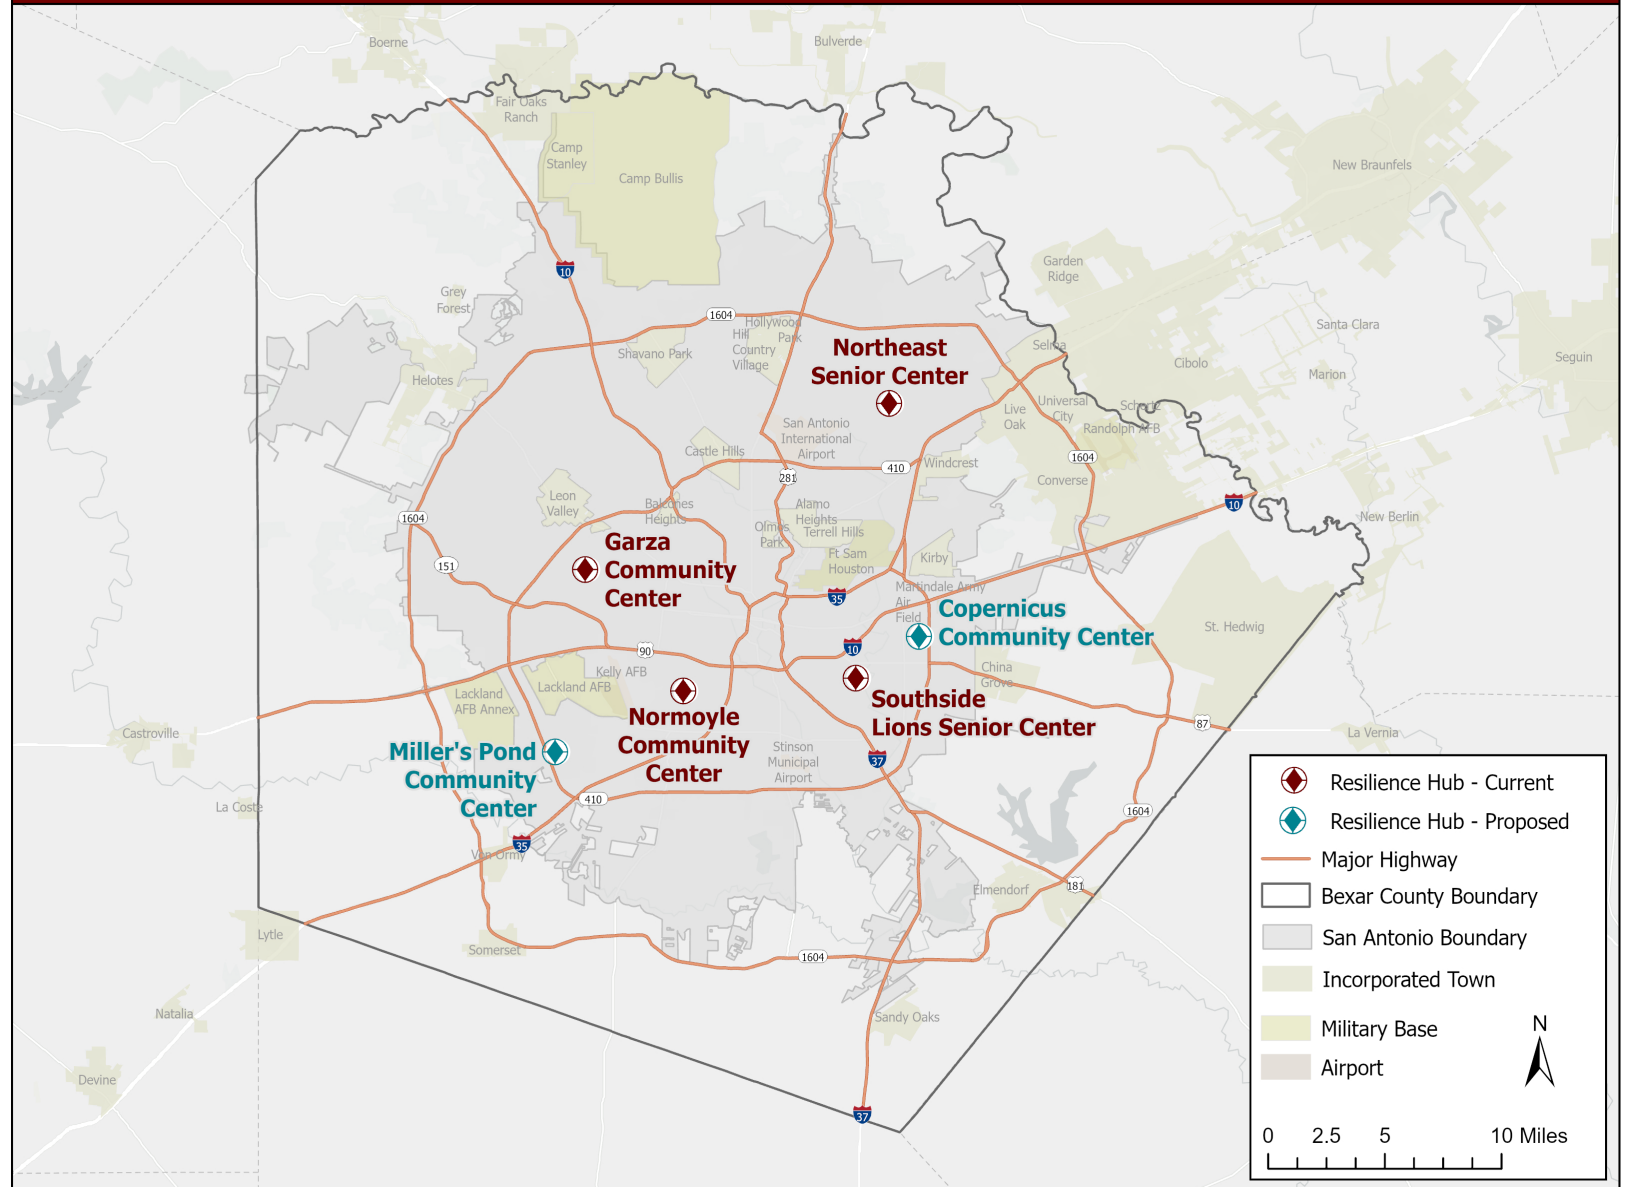 Boerne
Bulverde
Fair Oaks
Ranch
Camp
Stanley
Camp Bullis
New Braunfels
10
Garden
Ridge
Grey
Forest
1604
Hollywood
Park
Hill
Country
Village
Shavano Park
Santa Clara
Selma
Cibolo
Seguin
Northeast
Senior Center
Helotes
Marion
Live
Oak
Universal
City
Schertz
Randolph AFB
San Antonio
International
Airport
Castle Hills
1604
410
Windcrest
281
Converse
Leon
Valley
Balcones
Heights
Alamo
Heights
10
1604
Olmos
Park
Terrell Hills
New Berlin
Garza
Community
Center
Ft Sam
Houston
Kirby
151
35
Martindale Army
Air
Field
Copernicus
Community Center
St. Hedwig
10
90
Kelly AFB
China
Grove
Lackland AFB
Lackland
AFB Annex
Southside
Lions Senior Center
Normoyle
Community
Center
87
Castroville
La Vernia
Miller's Pond
Community
Center
Stinson
Municipal
Airport
37
410
La Coste
1604
35
Von Ormy
181
Elmendorf
Lytle
Somerset
1604
Natalia
Sandy Oaks
Devine
37
Resilience Hub - Current
Resilience Hub - Proposed
Major Highway
Bexar County Boundary
San Antonio Boundary
Incorporated Town
Military Base
Airport
N
0 2.5 5 10 Miles